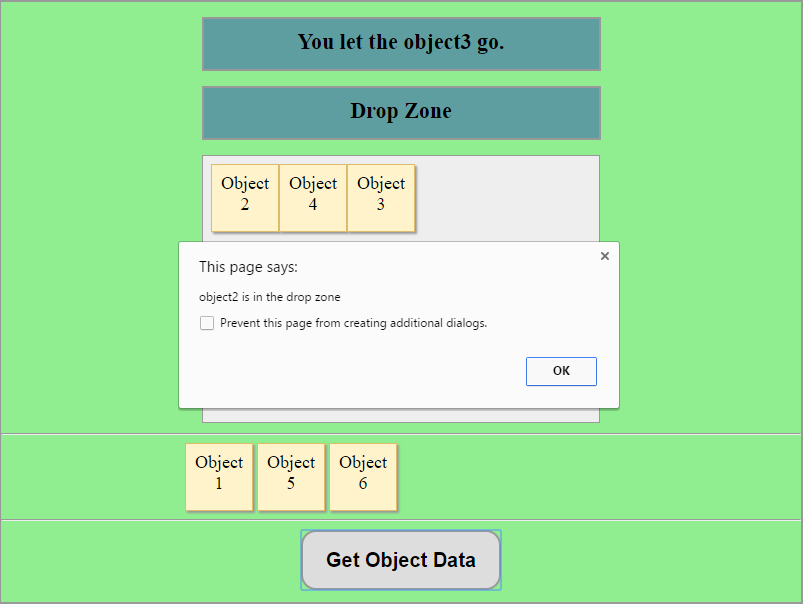 You let the object3 go.
Drop Zone
Object
2
Object
4
Object
3
This page says:
object2 is in the drop zone
Prevent this page from creating additional dialogs.
OK
Object
1
Object
5
Object
6
Get Object Data